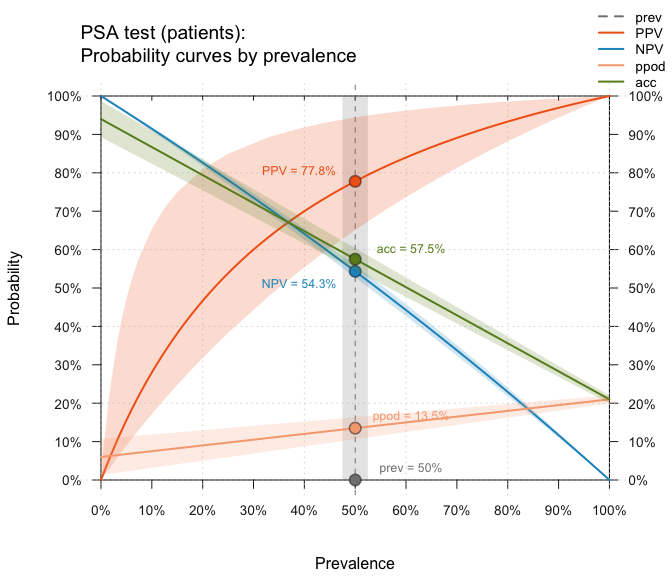 PSA test (patients):
Probability curves by prevalence
prev
PPV
NPV
ppod
acc
100%
90%
80%
70%
60%
50%
40%
30%
20%
10%
0%
100%
90%
80%
70%
60%
50%
40%
30%
20%
10%
0%
Probability
PPV = 77.8%
acc = 57.5%
NPV = 54.3%
ppod = 13.5%
prev = 50%
0%
10%
20%
30%
40%
50%
60%
70%
80%
90%
100%
Prevalence